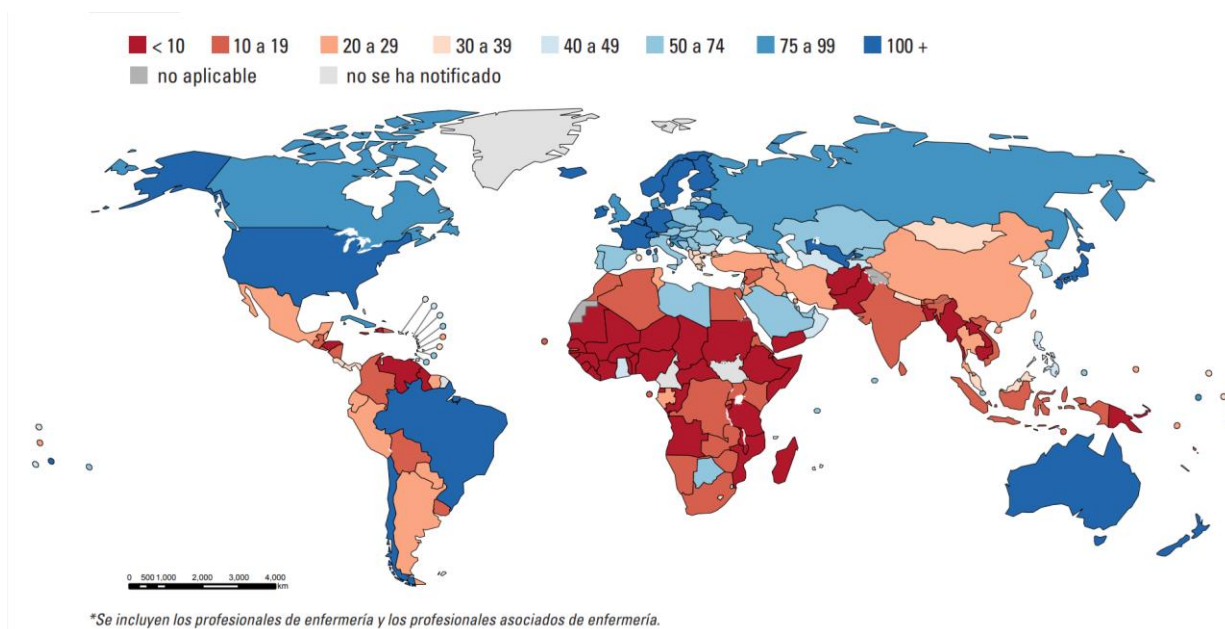 < 10 10 a 19 20 a 29 30 a 39 40 a 49 50 a 74 75 a 99 100 +
no aplicable no se ha notificado
0 500 1,000 2,000 3,000 4,000
km
*Se incluyen los profesionales de enfermería y los profesionales asociados de enfermería.